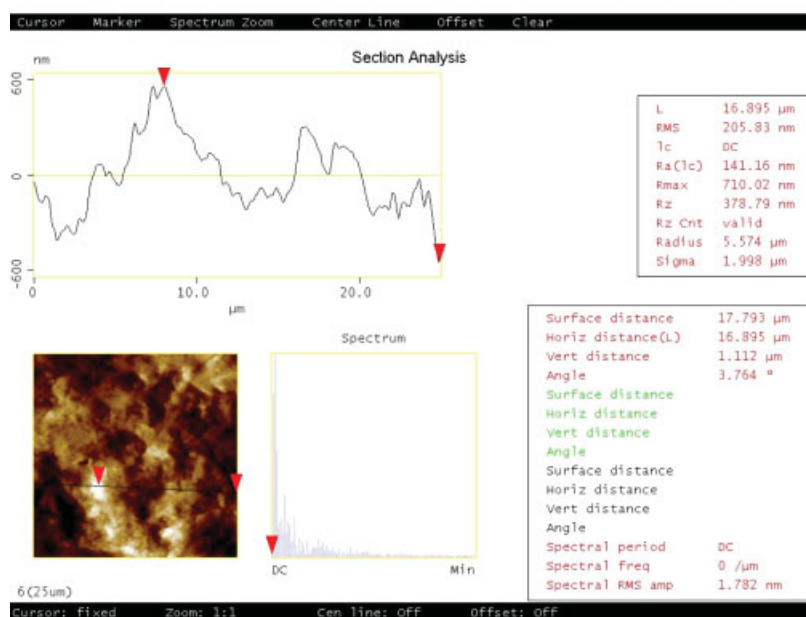 Cursor Marker Spectrum Zoom Center Line Offset Clear
Section Analysis
nm
600
0
-600
0 10.0 20.0
μm
L 16.895 μm
RMS 205.83 nm
lc DC
Ra(lc) 141.16 nm
Rmax 710.02 nm
Rz 378.79 nm
Rz Cnt valid
Radius 5.574 μm
Sigma 1.998 μm
Surface distance 17.793 μm
Horiz distance(L) 16.895 μm
Vert distance 1.112 μm
Angle 3.764 °
Surface distance
Horiz distance
Vert distance
Angle
Surface distance
Horiz distance
Vert distance
Angle
Spectral period DC
Spectral freq 0 /μm
Spectral RMS amp 1.782 nm
Spectrum
DC Min
6(25um)
Cursor: fixed Zoom: 1:1 Cen line: Off Offset: Off